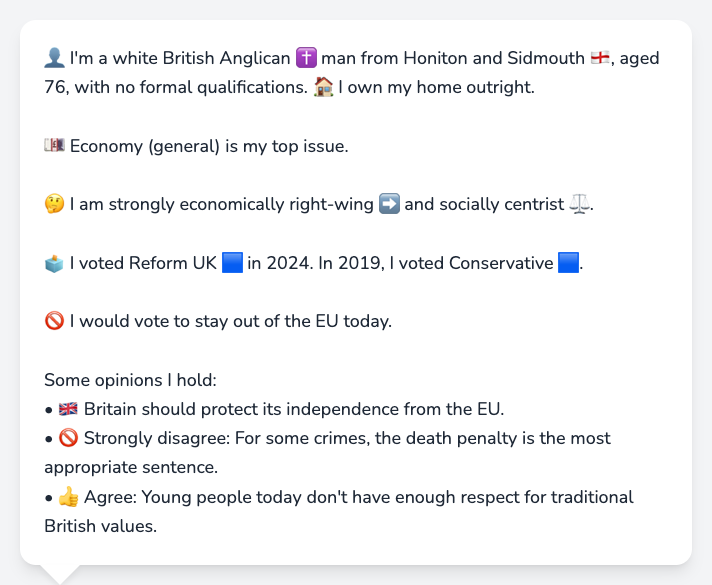 👤 I'm a white British Anglican ✝️ man from Honiton and Sidmouth 🏴󠁧󠁢󠁥󠁮󠁧󠁿, aged
76, with no formal qualifications. 🏠 I own my home outright.
💷 Economy (general) is my top issue.
🤔 I am strongly economically right-wing ➡️ and socially centrist ⚖️.
🗳️ I voted Reform UK 🟦 in 2024. In 2019, I voted Conservative 🟦.
🚫 I would vote to stay out of the EU today.
Some opinions I hold:
• 🇬🇧 Britain should protect its independence from the EU.
• 🚫 Strongly disagree: For some crimes, the death penalty is the most
appropriate sentence.
• 👍 Agree: Young people today don't have enough respect for traditional
British values.